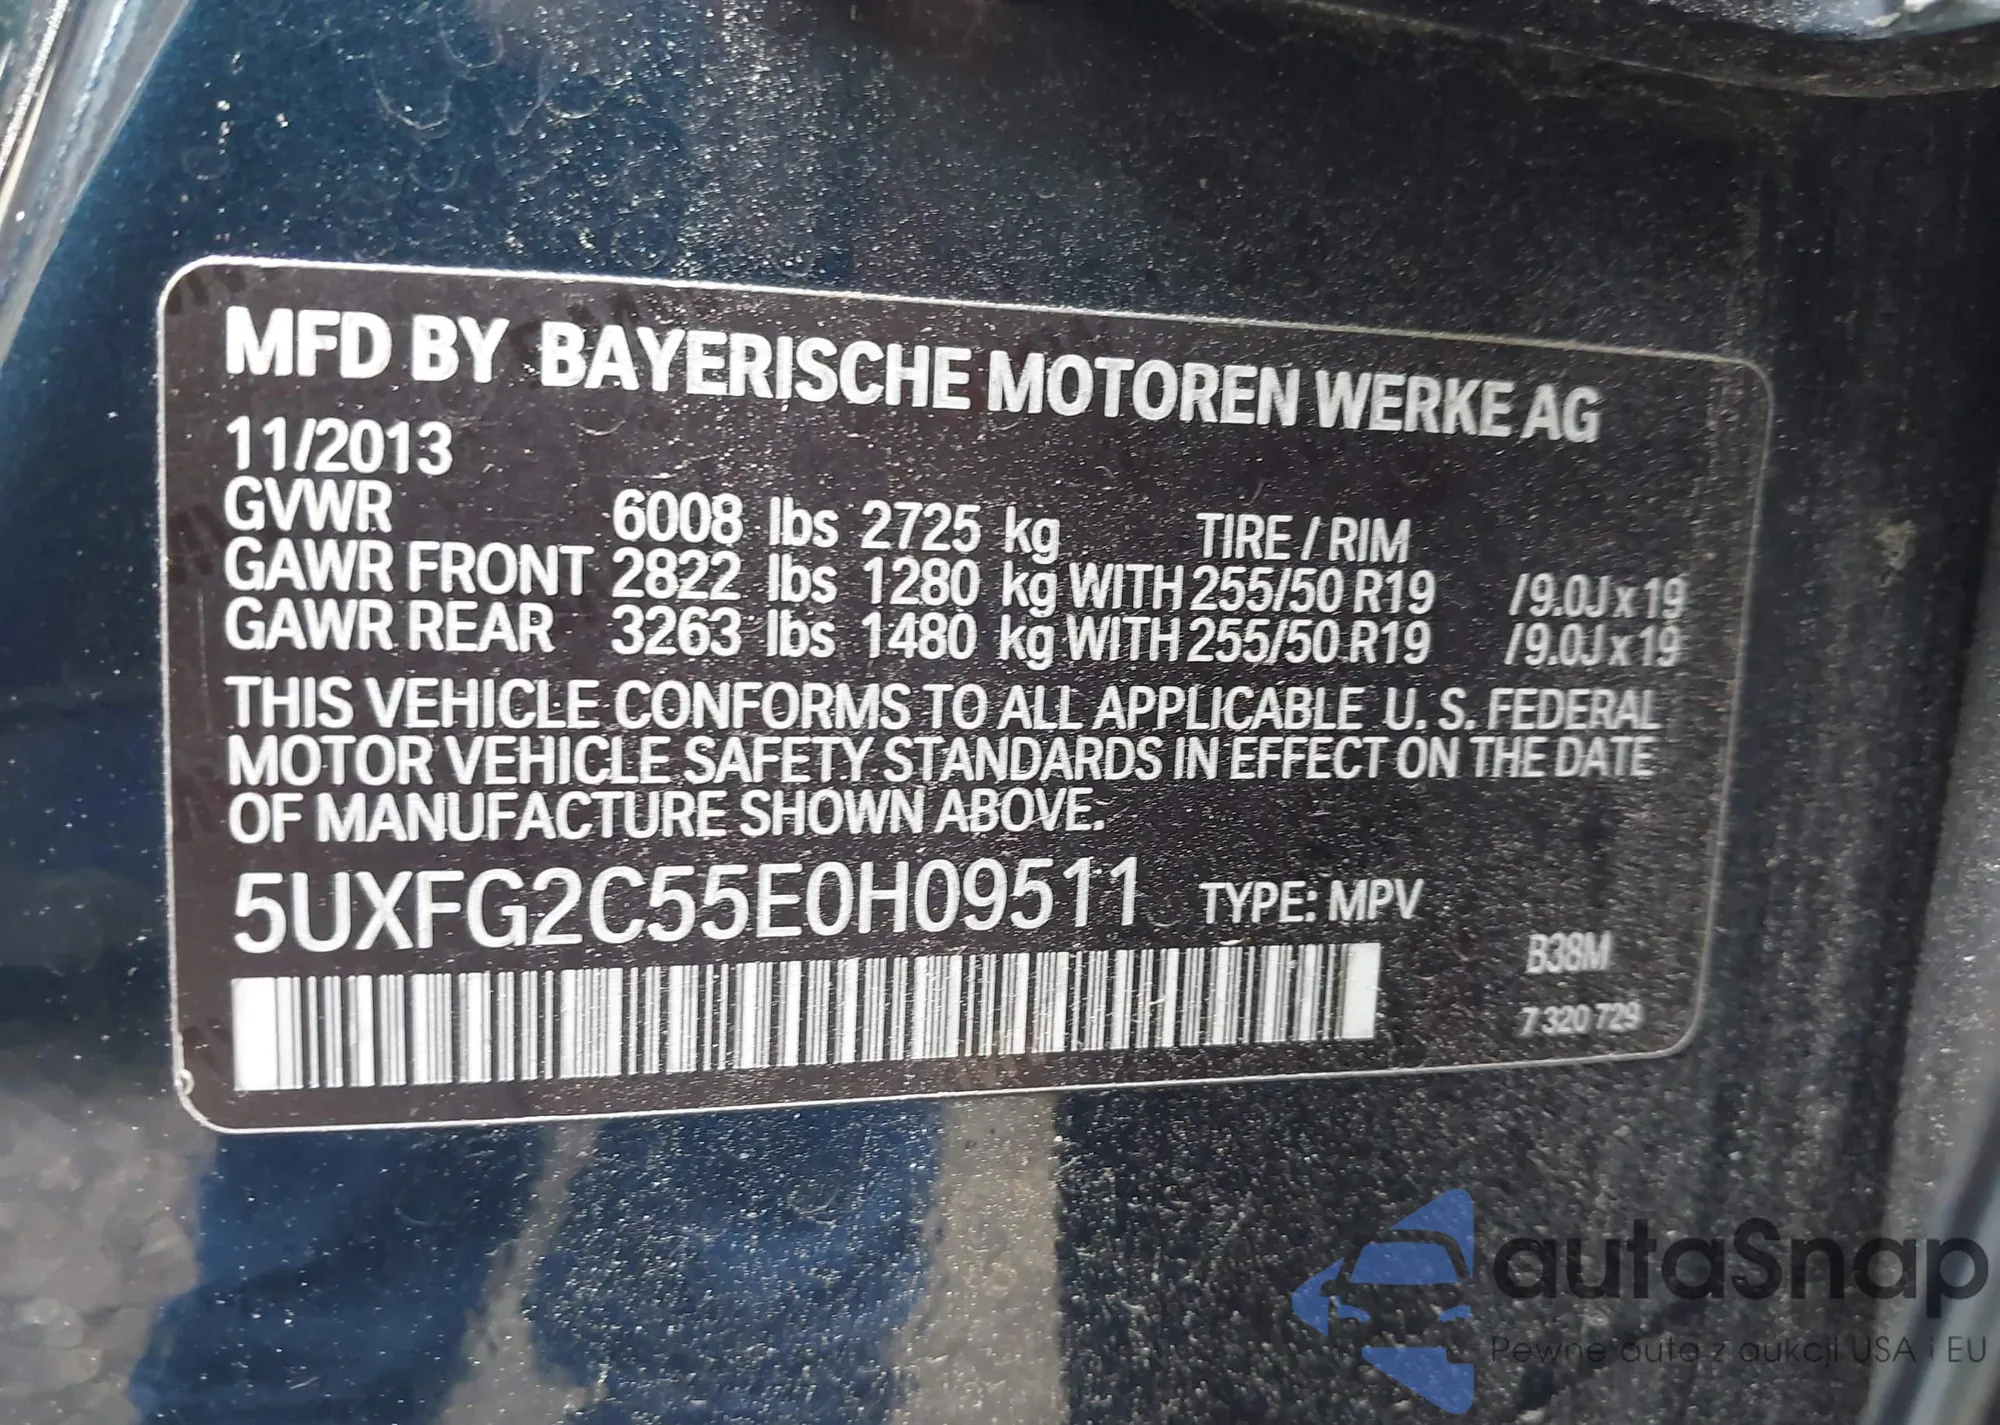 MFD BY BAYERISCHE MOTOREN WERKE AG
11/2013
GVWR 6008 lbs 2725 kg TIRE / RIM
GAWR FRONT 2822 lbs 1280 kg WITH 255/50 R19 /9.0J x 19
GAWR REAR 3263 lbs 1480 kg WITH 255/50 R19 /9.0J x 19
THIS VEHICLE CONFORMS TO ALL APPLICABLE U. S. FEDERAL
MOTOR VEHICLE SAFETY STANDARDS IN EFFECT ON THE DATE
OF MANUFACTURE SHOWN ABOVE.
5UXFG2C55E0H09511 TYPE: MPV
B38M
7 320 729
autaSnap
Pewne auta z aukcji USA i EU